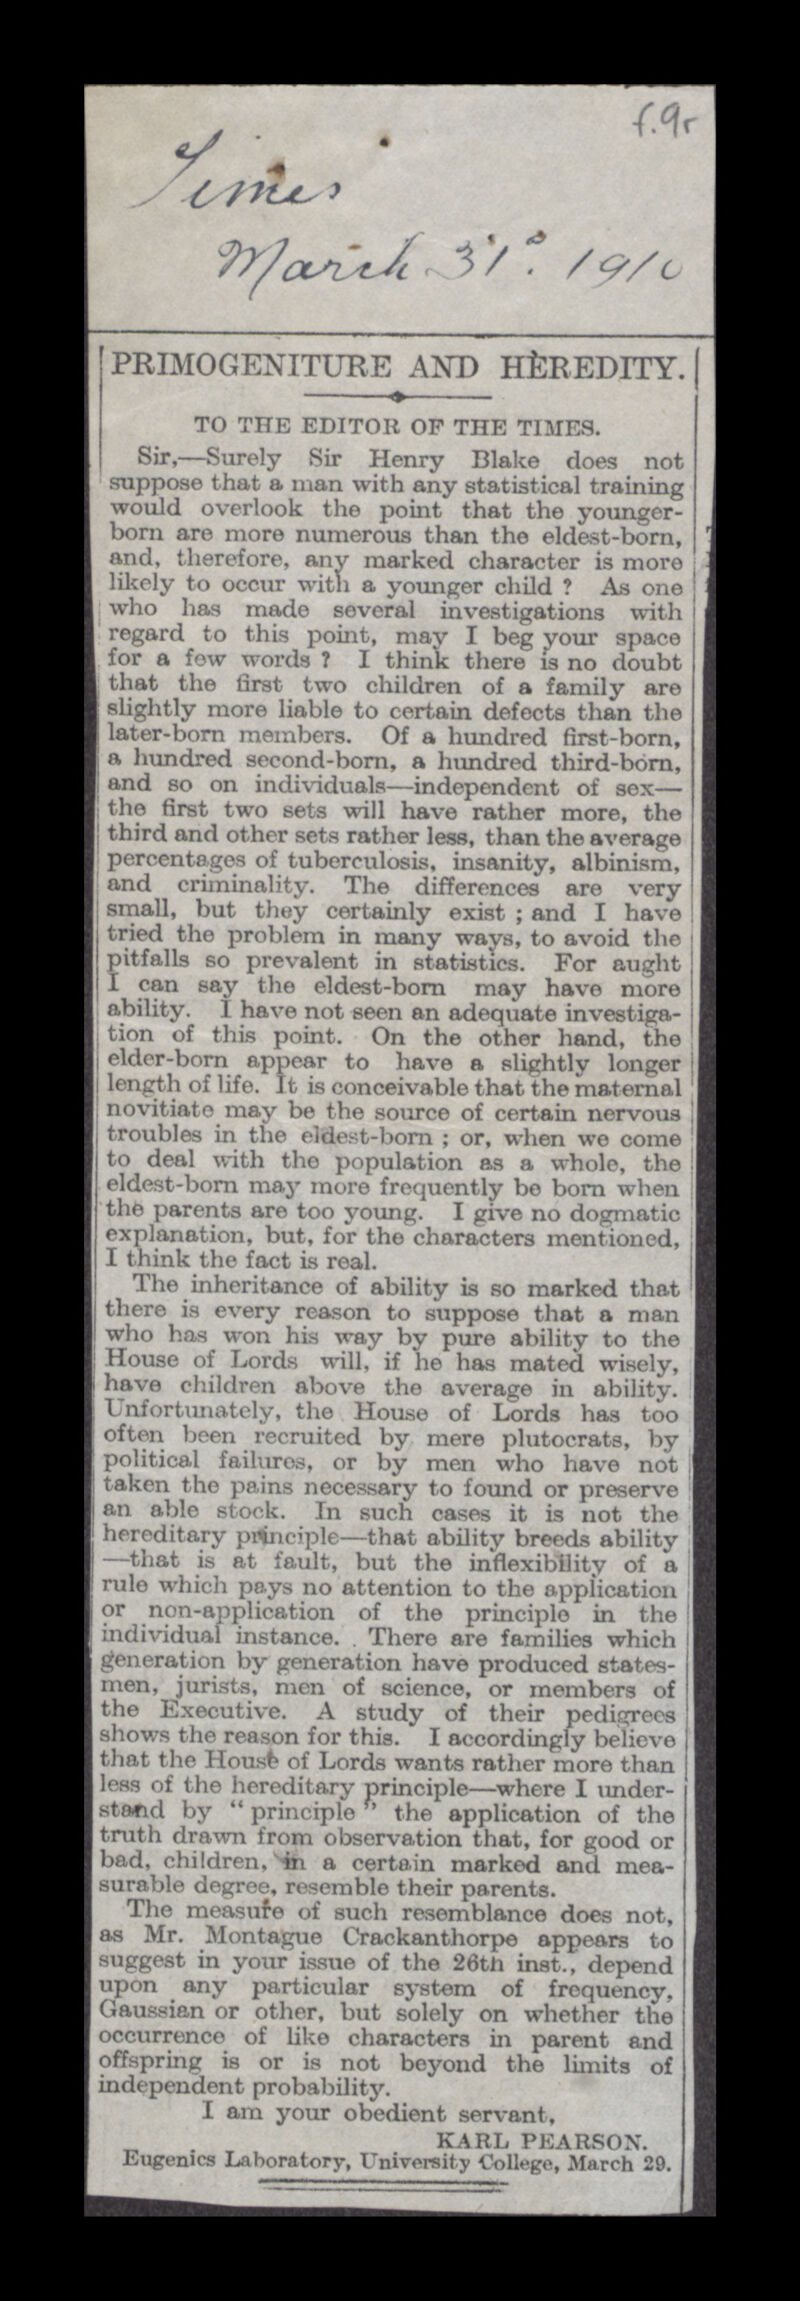 f.9r
Times
March 31s. 1910
PRIMOGENITURE AND HEREDITY.
TO THE EDITOR OF THE TIMES.
Sir,—Surely Sir Henry Blake does not
suppose that a man with any statistical training
would overlook the point that the younger-
born are more numerous than the eldest-born,
and, therefore, any marked character is more
likely to occur with a younger child ? As one
who has made several investigations with
regard to this point, may I beg your space
for a few words ? I think there is no doubt
that the first two children of a family are
slightly more liable to certain defects than the
later-born members. Of a hundred first-born,
a hundred second-born, a hundred third-born,
and so on individuals—independent of sex—
the first two sets will have rather more, the
third and other sets rather less, than the average
percentages of tuberculosis, insanity, albinism,
and criminality. The differences are very
small, but they certainly exist ; and I have
tried the problem in many ways, to avoid the
pitfalls so prevalent in statistics. For aught
I can say the eldest-born may have more
ability. I have not seen an adequate investiga-
tion of this point. On the other hand, the
elder-born appear to have a slightly longer
length of life. It is conceivable that the maternal
novitiate may be the source of certain nervous
troubles in the eldest-born ; or, when we come
to deal with the population as a whole, the
eldest-born may more frequently be born when
the parents are too young. I give no dogmatic
explanation, but, for the characters mentioned,
I think the fact is real.
The inheritance of ability is so marked that
there is every reason to suppose that a man
who has won his way by pure ability to the
House of Lords will, if he has mated wisely,
have children above the average in ability.
Unfortunately, the House of Lords has too
often been recruited by mere plutocrats, by
political failures, or by men who have not
taken the pains necessary to found or preserve
an able stock. In such cases it is not the
hereditary principle—that ability breeds ability
—that is at fault, but the inflexibility of a
rule which pays no attention to the application
or non-application of the principle in the
individual instance. There are families which
generation by generation have produced states-
men, jurists, men of science, or members of
the Executive. A study of their pedigrees
shows the reason for this. I accordingly believe
that the House of Lords wants rather more than
less of the hereditary principle—where I under-
stand by “ principle ” the application of the
truth drawn from observation that, for good or
bad, children, in a certain marked and mea-
surable degree, resemble their parents.
The measure of such resemblance does not,
as Mr. Montague Crackanthorpe appears to
suggest in your issue of the 26th inst., depend
upon any particular system of frequency,
Gaussian or other, but solely on whether the
occurrence of like characters in parent and
offspring is or is not beyond the limits of
independent probability.
I am your obedient servant,
KARL PEARSON.
Eugenics Laboratory, University College, March 29.